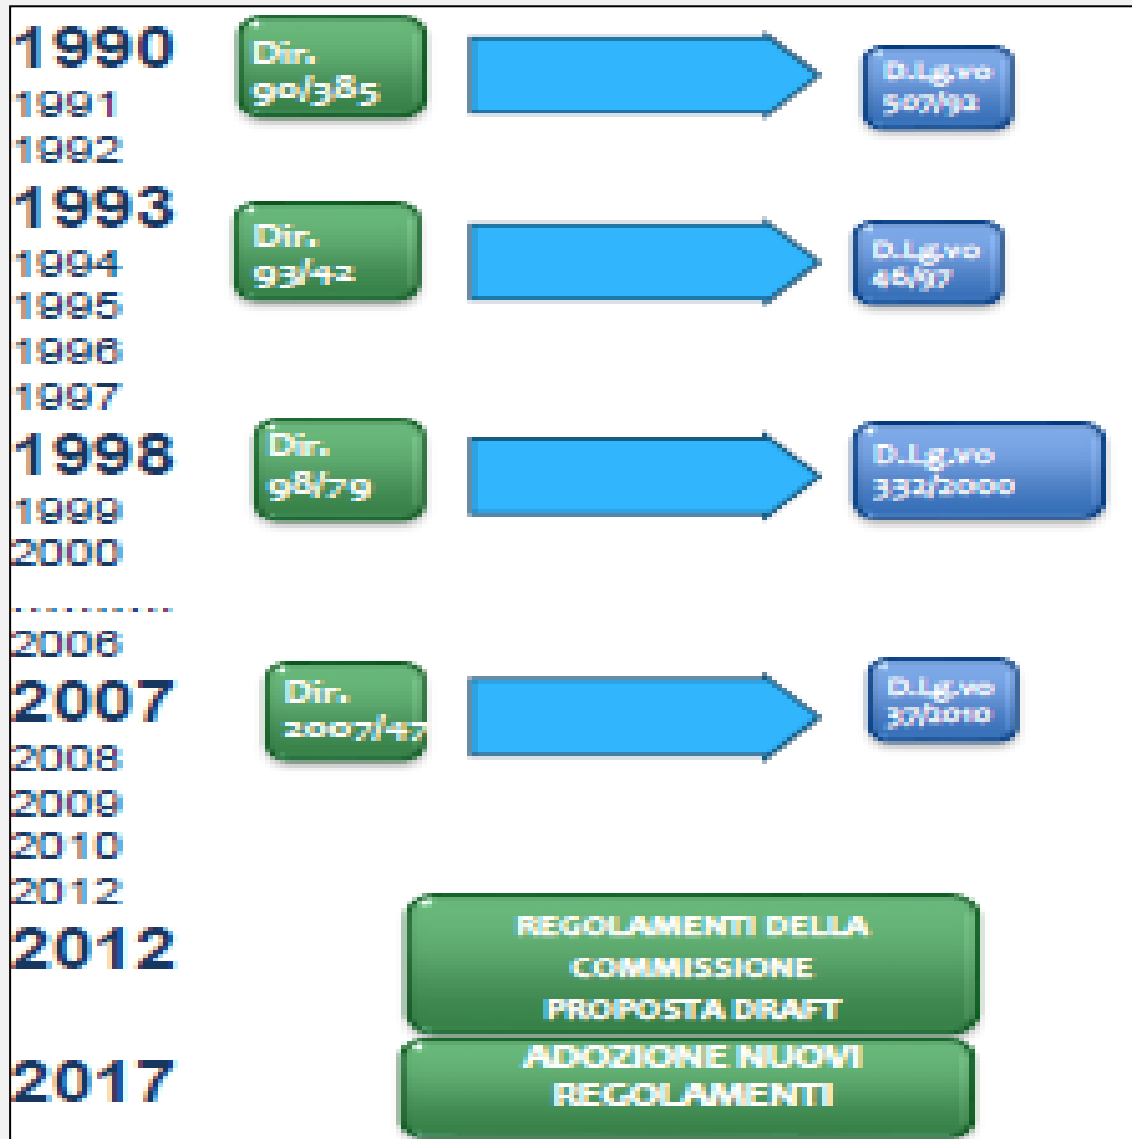 1990
Dir.
90/385
D.Lg.vo
507/92
1991
1992
1993
Dir.
93/42
D.Lg.vo
46/97
1994
1995
1996
1997
1998
Dir.
98/79
D.Lg.vo
332/2000
1999
2000
............
2006
2007
Dir.
2007/47
D.Lg.vo
37/2010
2008
2009
2010
2012
2012
REGOLAMENTI DELLA
COMMISSIONE
PROPOSTA DRAFT
2017
ADOZIONE NUOVI
REGOLAMENTI